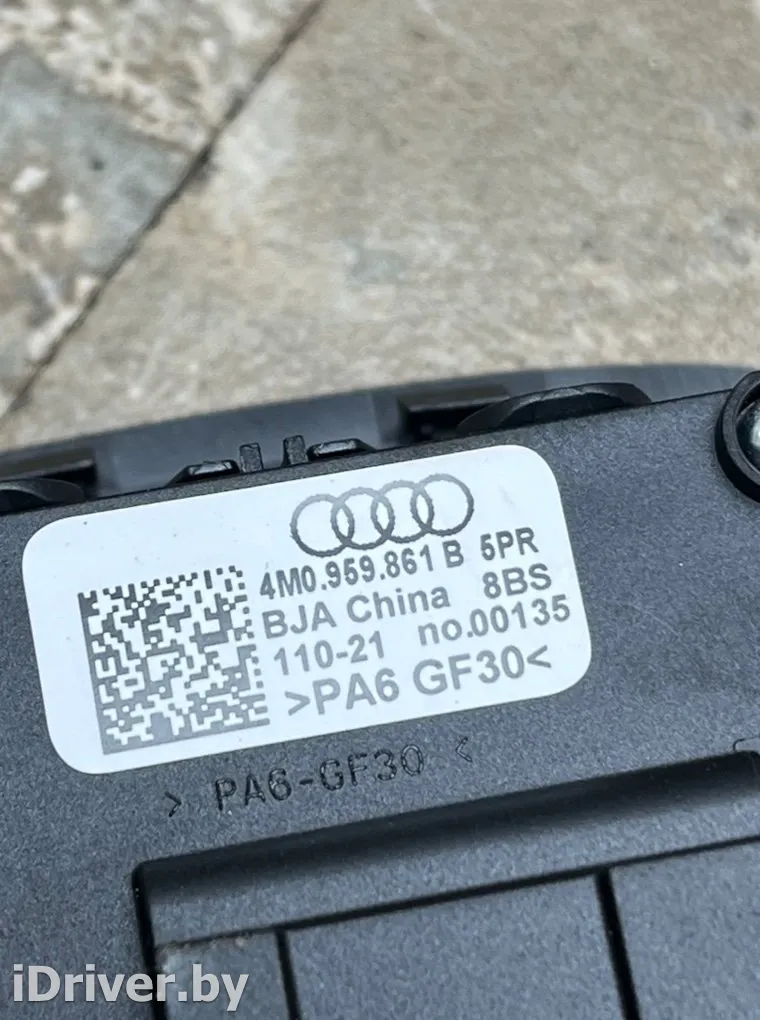 4M0.959.861 B 5PR
BJA China 8BS
110-21 no.00135
>PA6 GF30<
> PA6-GF30 <
iDriver.by